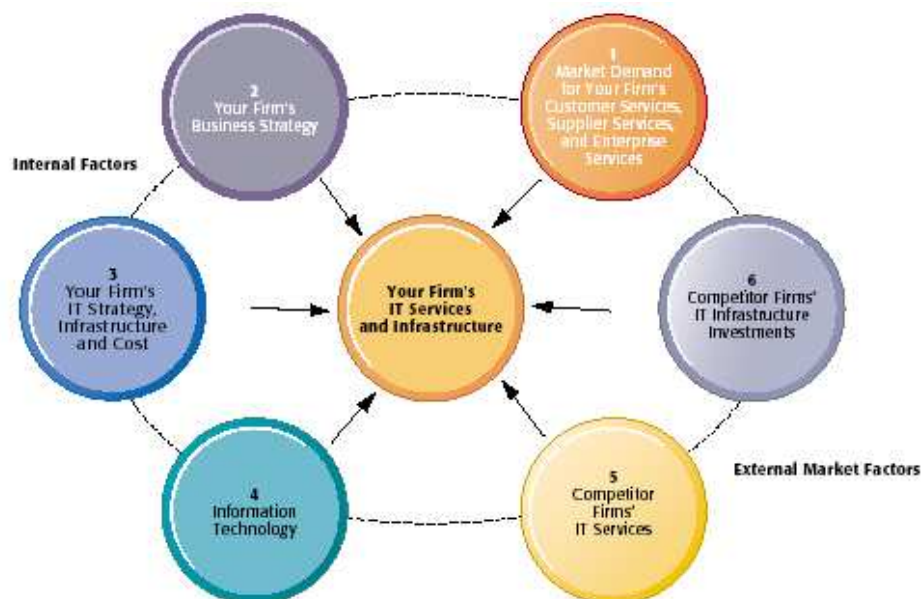 1
Market Demand
for Your Firm's
Customer Services,
Supplier Services,
and Enterprise
Services
2
Your Firm's
Business Strategy
Internal Factors
3
Your Firm's
IT Strategy,
Infrastructure
and Cost
Your Firm's
IT Services
and Infrastructure
6
Competitor Firms'
IT Infrastructure
Investments
4
Information
Technology
5
Competitor
Firms'
IT Services
External Market Factors